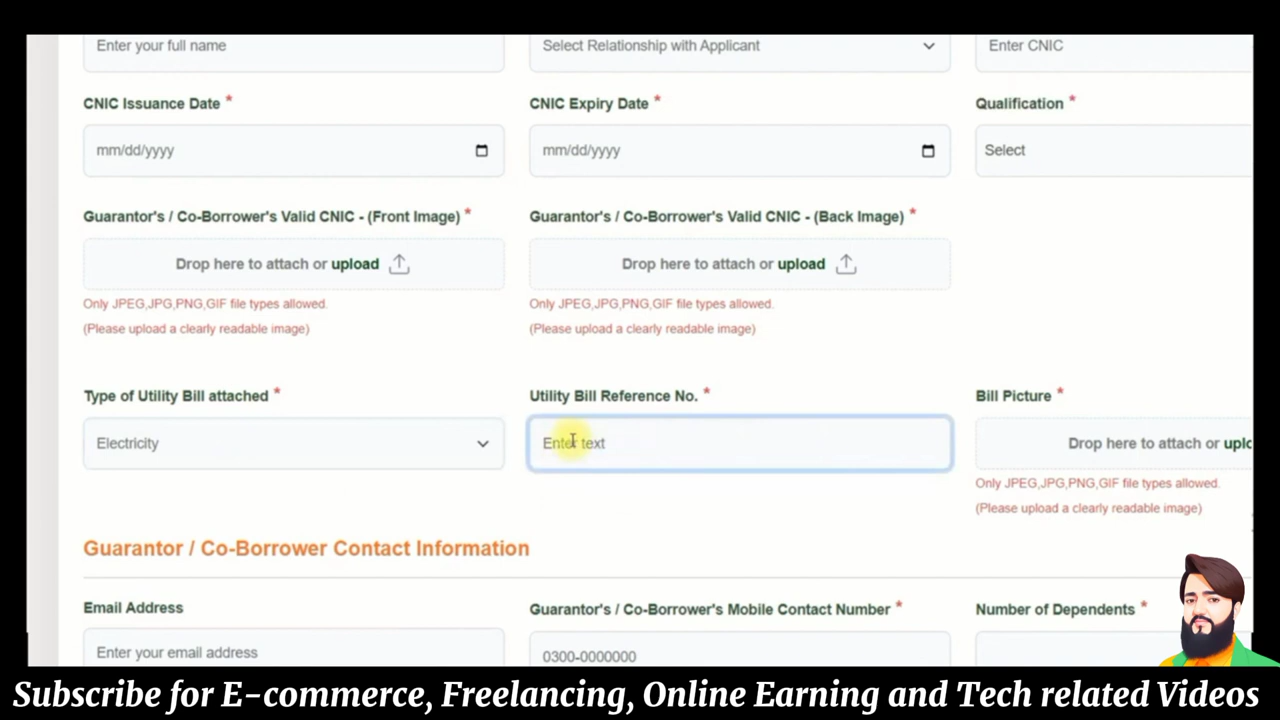 Enter your full name
Select Relationship with Applicant
Enter CNIC
CNIC Issuance Date *
CNIC Expiry Date *
Qualification *
mm/dd/yyyy
mm/dd/yyyy
Select
Guarantor's / Co-Borrower's Valid CNIC - (Front Image) *
Guarantor's / Co-Borrower's Valid CNIC - (Back Image) *
Drop here to attach or upload
Drop here to attach or upload
Only JPEG,JPG,PNG,GIF file types allowed.
Only JPEG,JPG,PNG,GIF file types allowed.
(Please upload a clearly readable image)
(Please upload a clearly readable image)
Type of Utility Bill attached *
Utility Bill Reference No. *
Bill Picture *
Electricity
Enter text
Drop here to attach or uplo
Only JPEG,JPG,PNG,GIF file types allowed.
(Please upload a clearly readable image)
Guarantor / Co-Borrower Contact Information
Email Address
Guarantor's / Co-Borrower's Mobile Contact Number *
Number of Dependents *
Enter your email address
0300-0000000
Subscribe for E-commerce, Freelancing, Online Earning and Tech related Videos